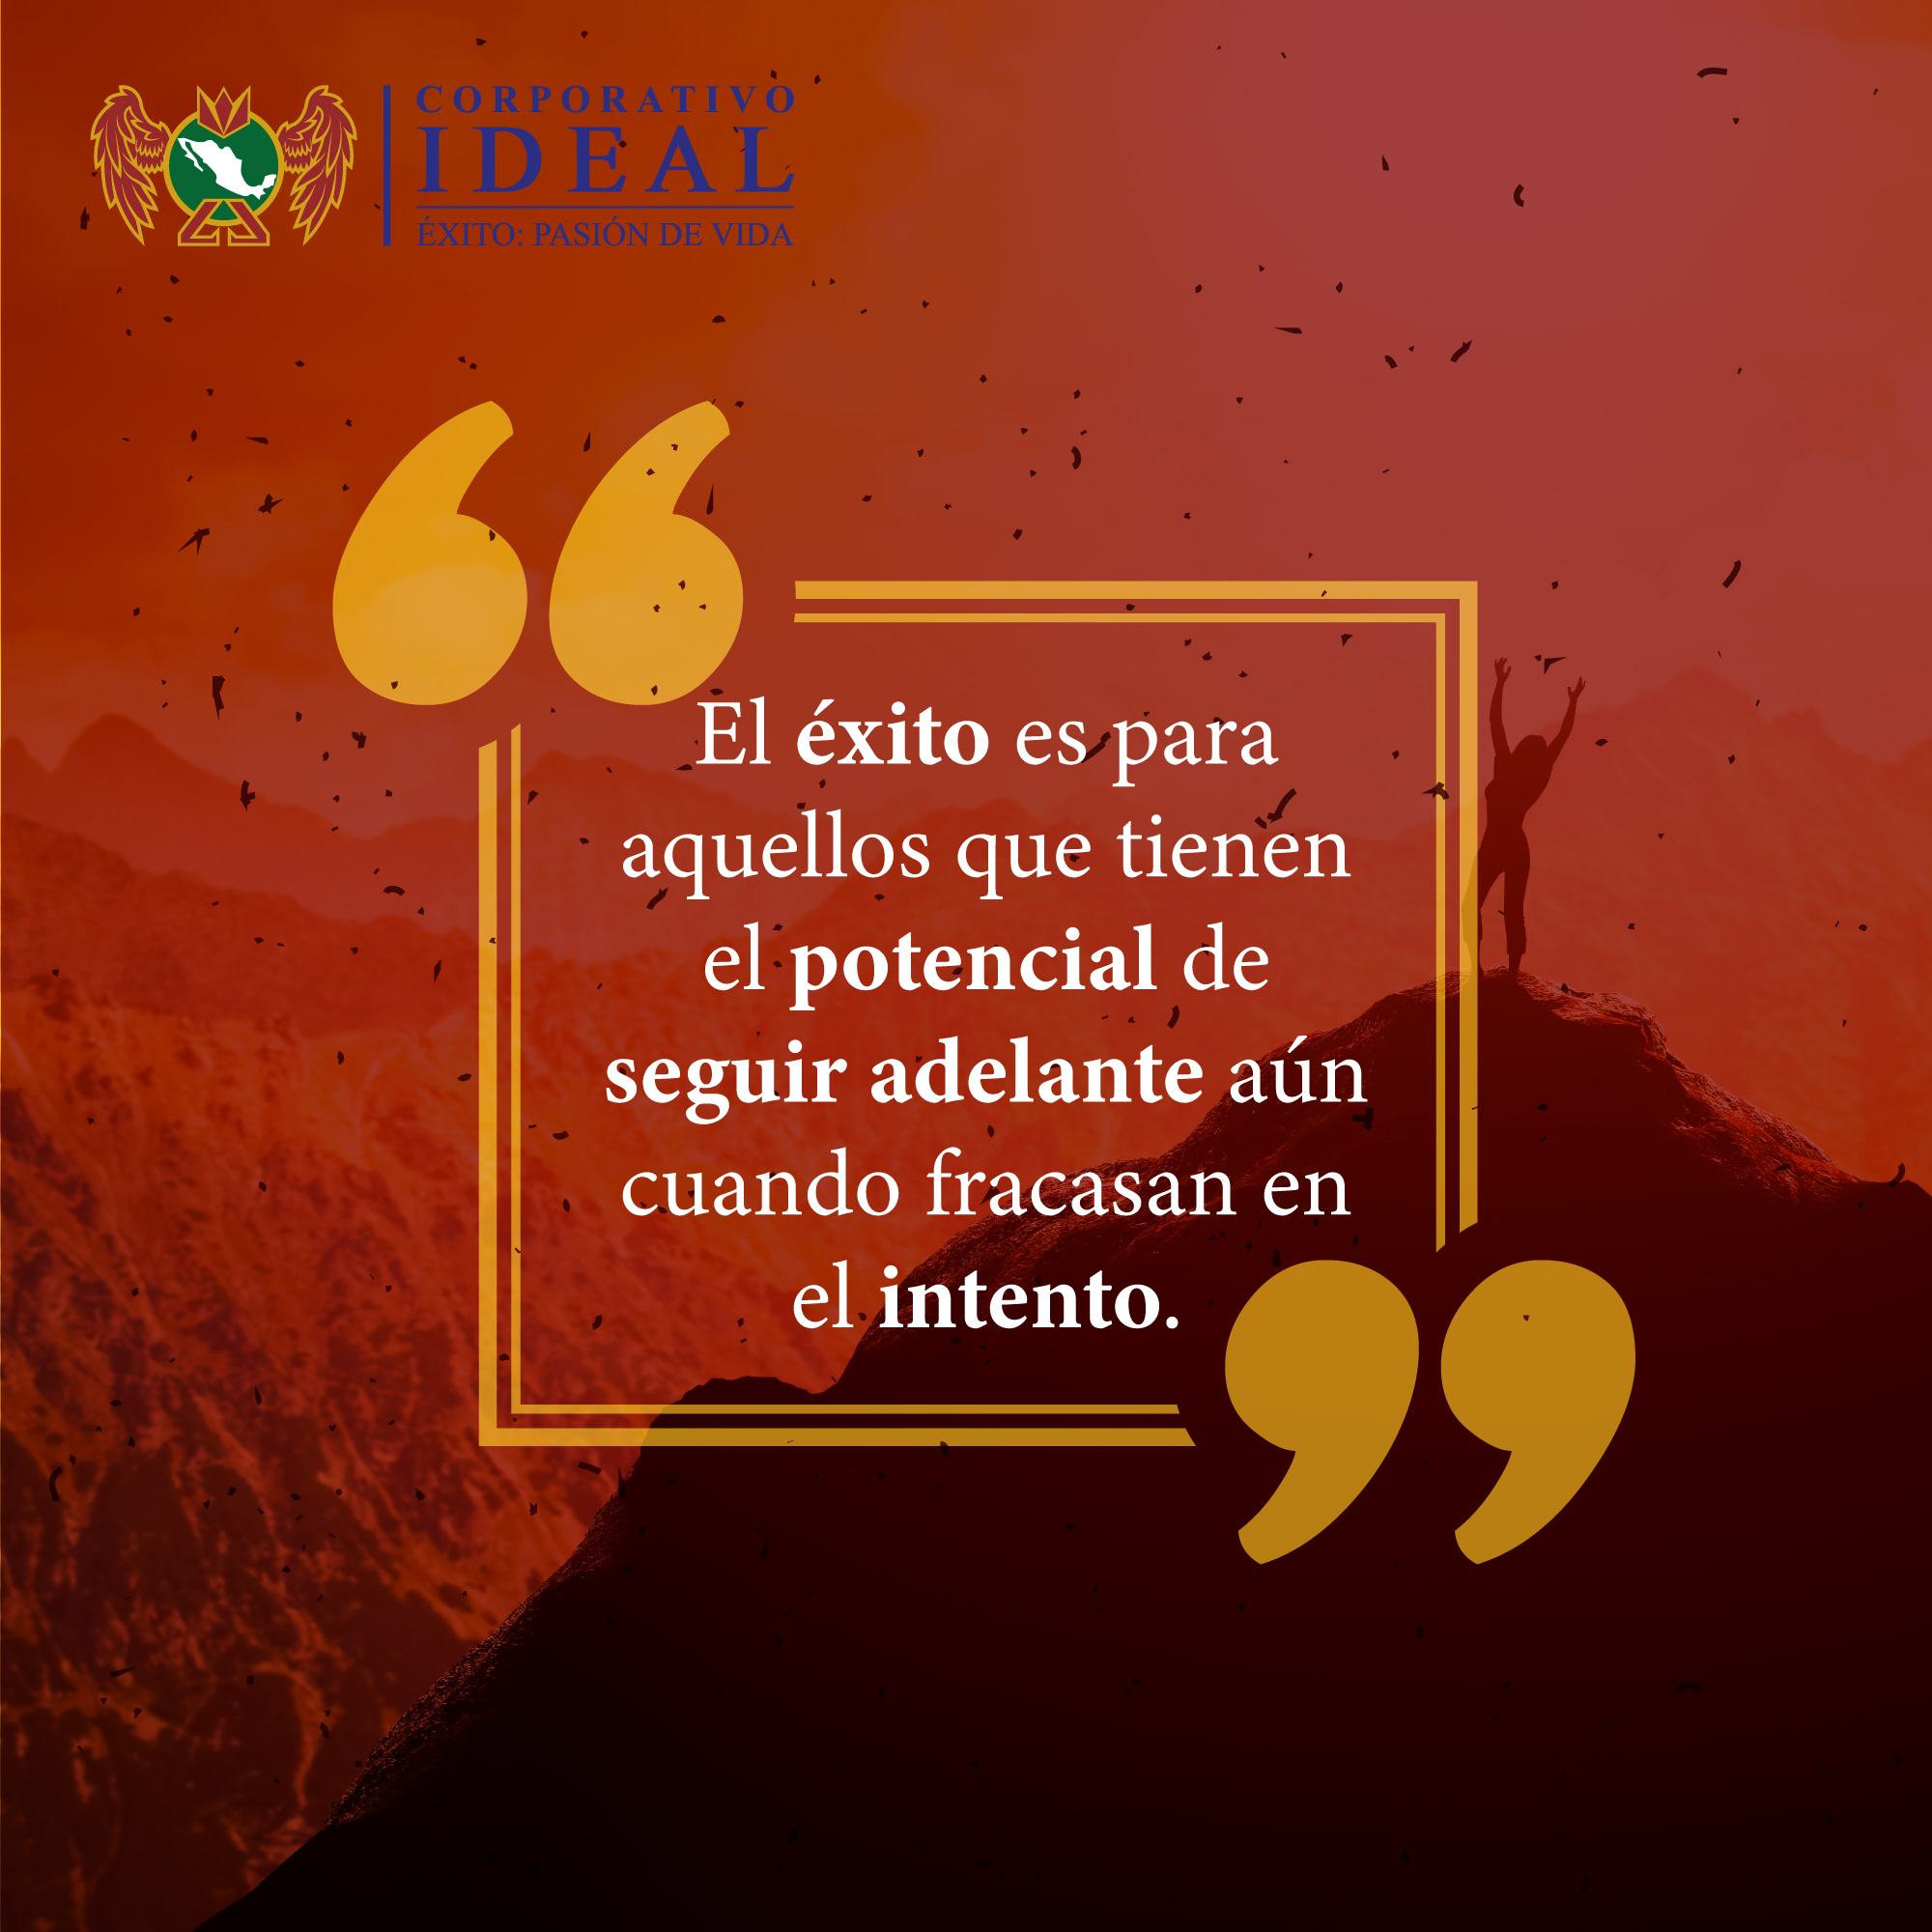 CORPORATIVO
IDEAL
ÉXITO: PASIÓN DE VIDA
“
El éxito es para
aquellos que tienen
el potencial de
seguir adelante aún
cuando fracasan en
el intento.
”